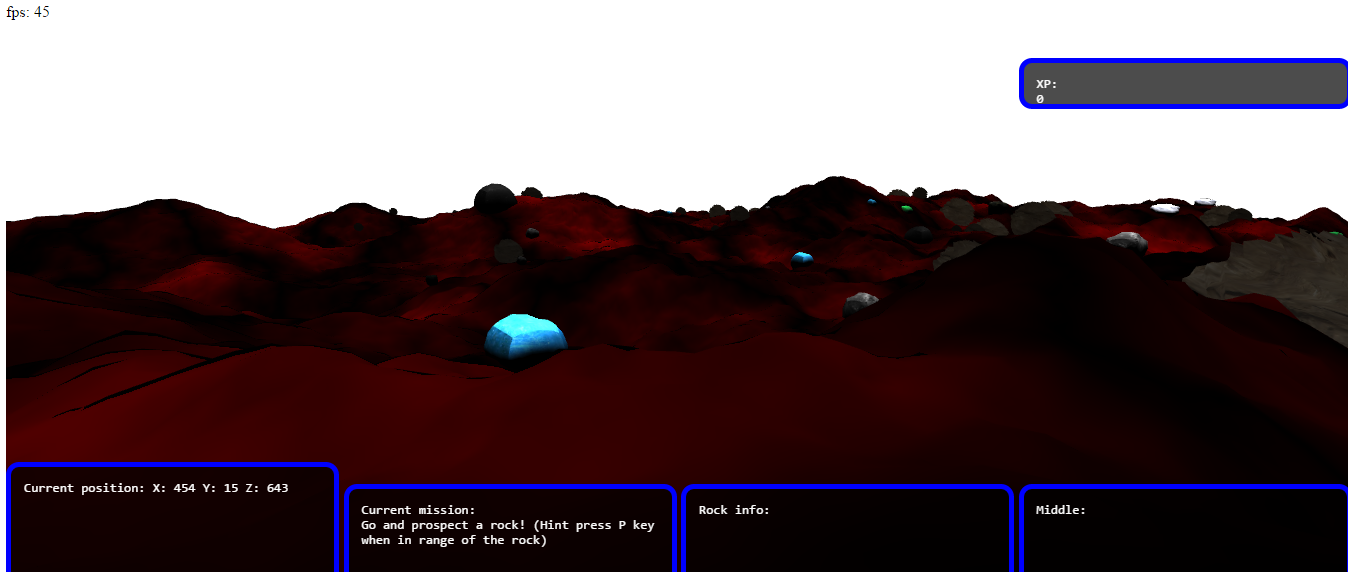 fps: 45
XP:
0
Current position: X: 454 Y: 15 Z: 643
Current mission:
Go and prospect a rock! (Hint press P key
when in range of the rock)
Rock info:
Middle: